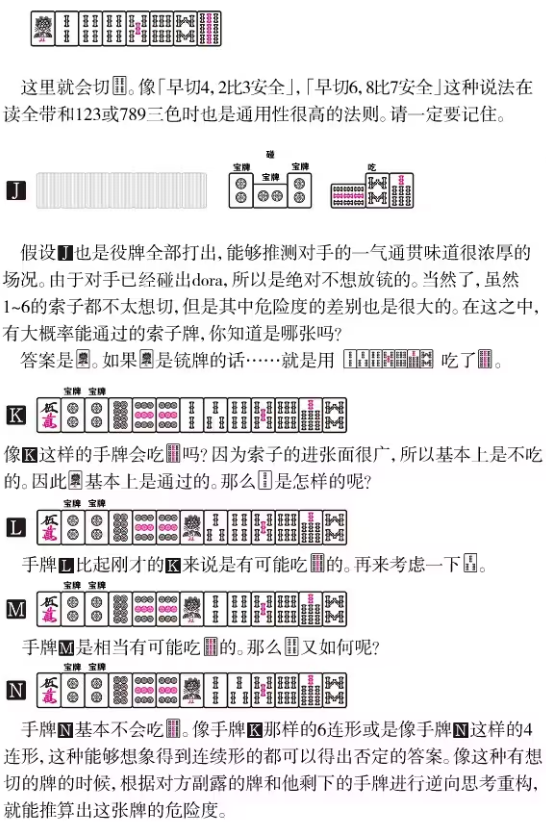 这里就会切。像「早切4, 2比3安全」,「早切6, 8比7安全」这种说法在
读全带和123或789三色时也是通用性很高的法则。请一定要记住。
碰
宝牌 宝牌 宝牌 吃
J
假设J也是役牌全部打出, 能够推测对手的一气通贯味道很浓厚的
场况。由于对手已经碰出dora, 所以是绝对不想放铳的。当然了, 虽然
1~6的索子都不太想切, 但是其中危险度的差别也是很大的。在这之中,
有大概率能通过的索子牌, 你知道是哪张吗?
答案是。如果是铳牌的话……就是用 吃了。
宝牌 宝牌
K 伍萬
像K这样的手牌会吃吗? 因为索子的进张面很广, 所以基本上是不吃
的。因此基本上是通过的。那么是怎样的呢?
宝牌 宝牌
L 伍萬
手牌L比起刚才的K来说是有可能吃的。再来考虑一下。
宝牌 宝牌
M 伍萬
手牌M是相当有可能吃的。那么又如何呢?
宝牌 宝牌
N 伍萬
手牌N基本不会吃。像手牌K那样的6连形或是像手牌N这样的4
连形, 这种能够想象得到连续形的都可以得出否定的答案。像这种有想
切的牌的时候, 根据对方副露的牌和他剩下的手牌进行逆向思考重构,
就能推算出这张牌的危险度。